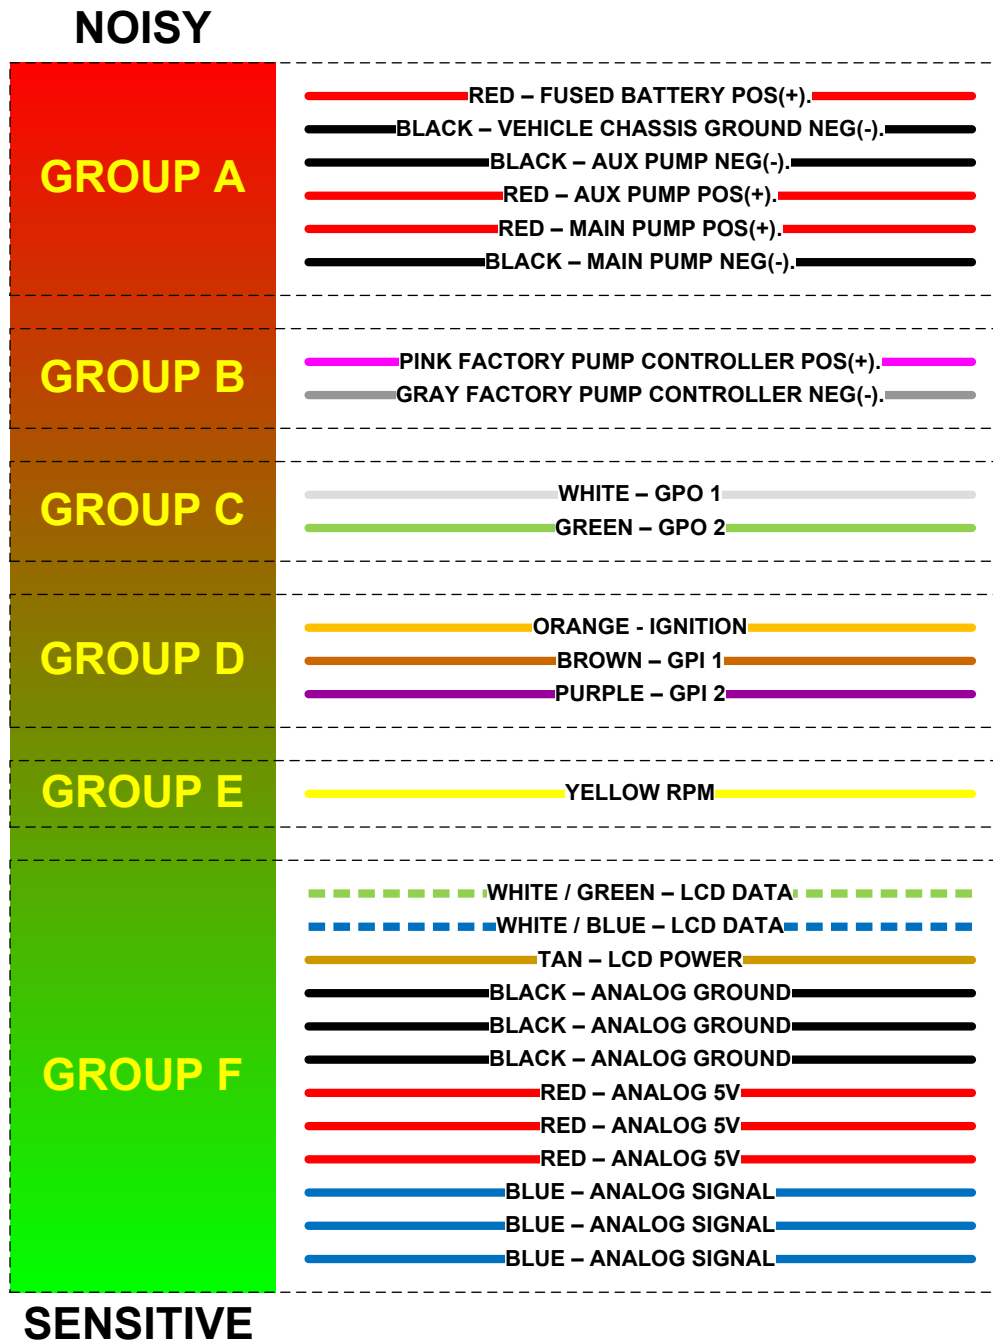 NOISY
GROUP A
RED – FUSED BATTERY POS(+).
BLACK – VEHICLE CHASSIS GROUND NEG(-).
BLACK – AUX PUMP NEG(-).
RED – AUX PUMP POS(+).
RED – MAIN PUMP POS(+).
BLACK – MAIN PUMP NEG(-).
GROUP B
PINK FACTORY PUMP CONTROLLER POS(+).
GRAY FACTORY PUMP CONTROLLER NEG(-).
GROUP C
WHITE – GPO 1
GREEN – GPO 2
GROUP D
ORANGE - IGNITION
BROWN – GPI 1
PURPLE – GPI 2
GROUP E
YELLOW RPM
GROUP F
WHITE / GREEN – LCD DATA
WHITE / BLUE – LCD DATA
TAN – LCD POWER
BLACK – ANALOG GROUND
BLACK – ANALOG GROUND
BLACK – ANALOG GROUND
RED – ANALOG 5V
RED – ANALOG 5V
RED – ANALOG 5V
BLUE – ANALOG SIGNAL
BLUE – ANALOG SIGNAL
BLUE – ANALOG SIGNAL
SENSITIVE